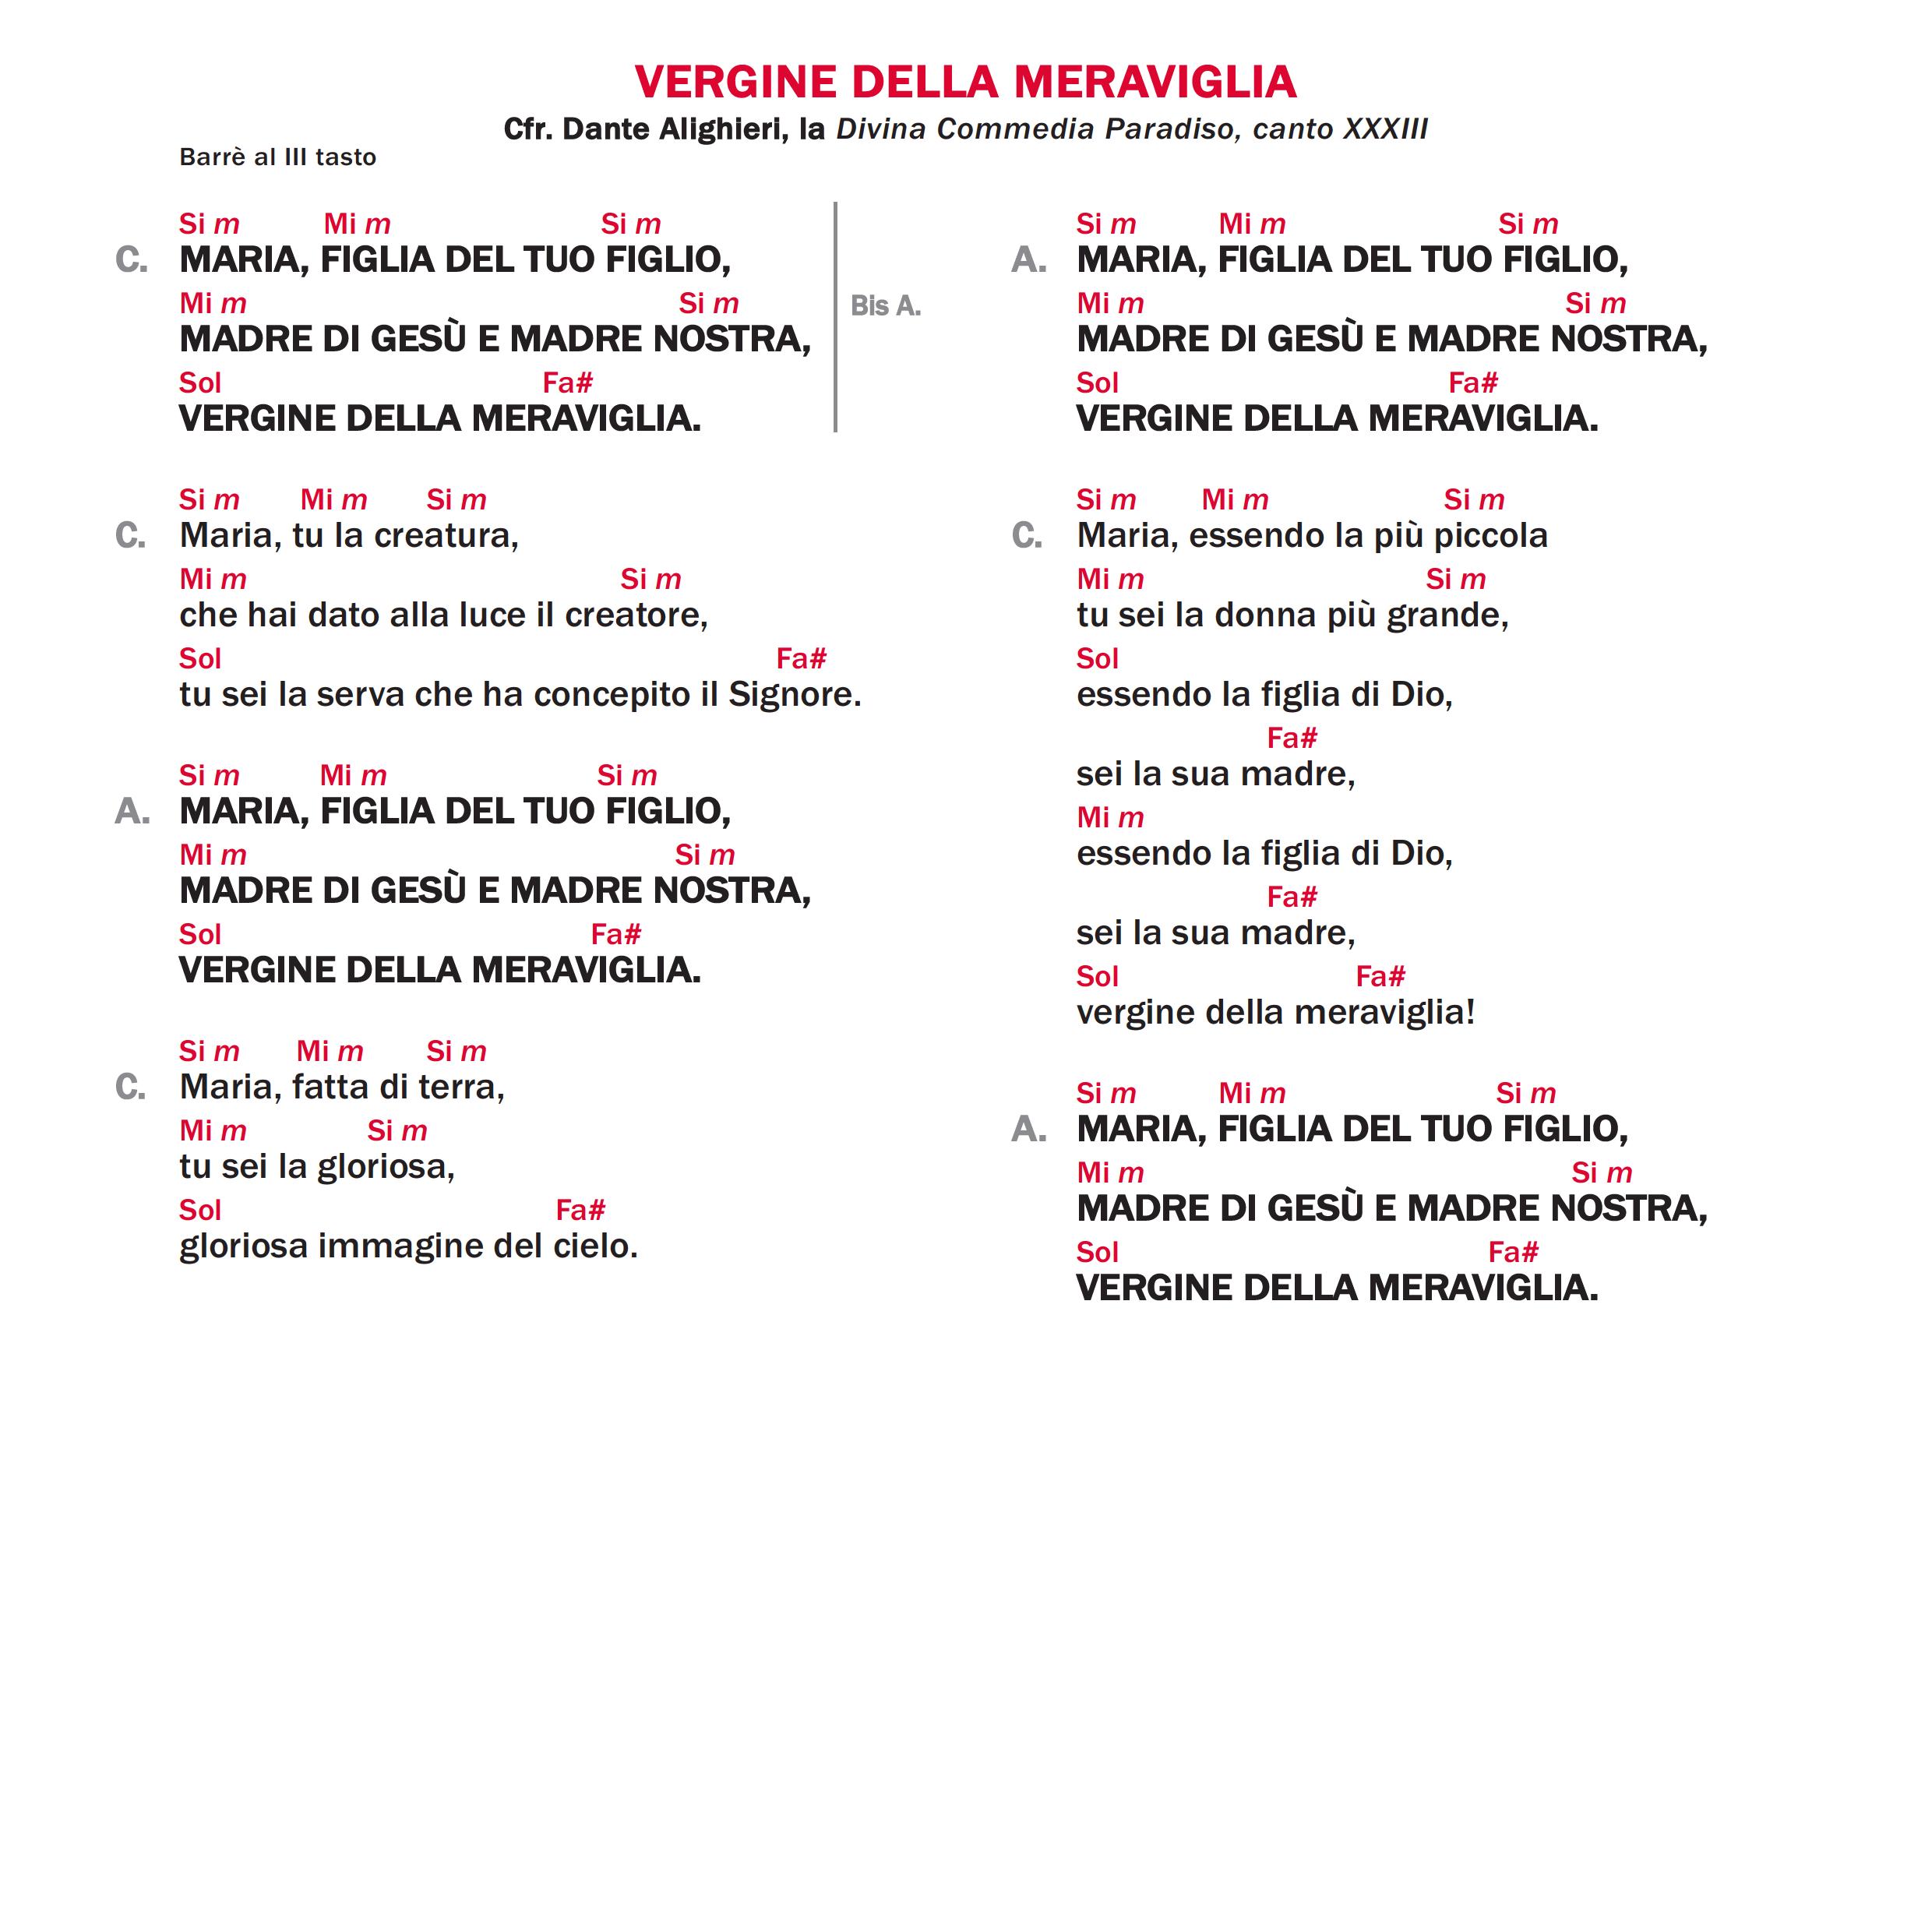 VERGINE DELLA MERAVIGLIA
Cfr. Dante Alighieri, la Divina Commedia Paradiso, canto XXXIII
Barrè al III tasto
Si m Mi m Si m
C. MARIA, FIGLIA DEL TUO FIGLIO,
Mi m Si m
Bis A.
MADRE DI GESÙ E MADRE NOSTRA,
Sol Fa#
VERGINE DELLA MERAVIGLIA.
Si m Mi m Si m
C. Maria, tu la creatura,
Mi m Si m
che hai dato alla luce il creatore,
Sol Fa#
tu sei la serva che ha concepito il Signore.
Si m Mi m Si m
A. MARIA, FIGLIA DEL TUO FIGLIO,
Mi m Si m
MADRE DI GESÙ E MADRE NOSTRA,
Sol Fa#
VERGINE DELLA MERAVIGLIA.
Si m Mi m Si m
C. Maria, fatta di terra,
Mi m Si m
tu sei la gloriosa,
Sol Fa#
gloriosa immagine del cielo.
Si m Mi m Si m
A. MARIA, FIGLIA DEL TUO FIGLIO,
Mi m Si m
MADRE DI GESÙ E MADRE NOSTRA,
Sol Fa#
VERGINE DELLA MERAVIGLIA.
Si m Mi m Si m
C. Maria, essendo la più piccola
Mi m Si m
tu sei la donna più grande,
Sol
essendo la figlia di Dio,
Fa#
sei la sua madre,
Mi m
essendo la figlia di Dio,
Fa#
sei la sua madre,
Sol Fa#
vergine della meraviglia!
Si m Mi m Si m
A. MARIA, FIGLIA DEL TUO FIGLIO,
Mi m Si m
MADRE DI GESÙ E MADRE NOSTRA,
Sol Fa#
VERGINE DELLA MERAVIGLIA.